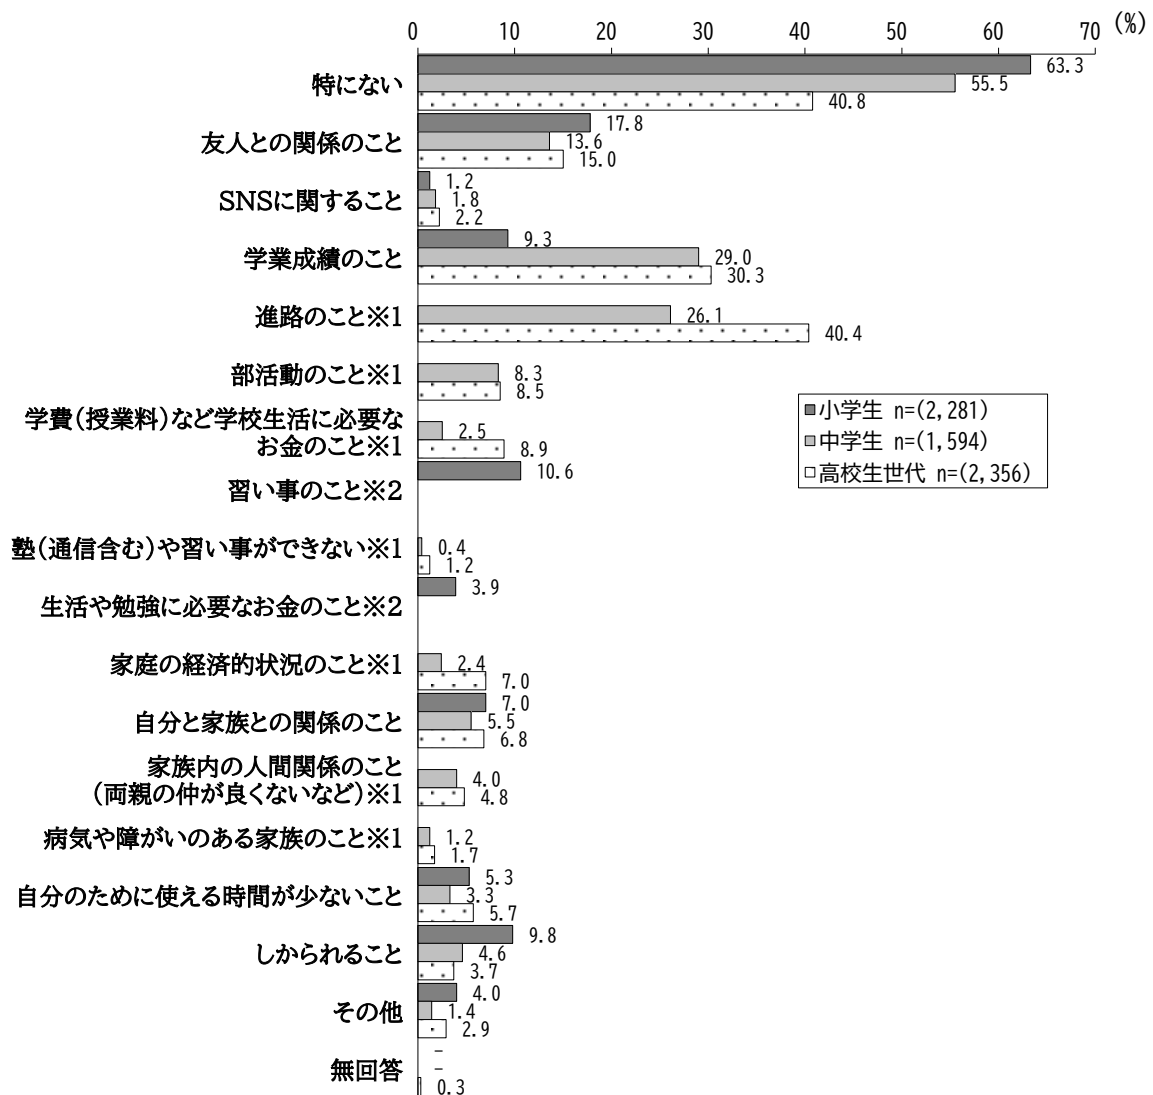 0 10 20 30 40 50 60 70 (%)
特にない
63.3
55.5
40.8
友人との関係のこと
17.8
13.6
15.0
SNSに関すること
1.2
1.8
2.2
学業成績のこと
9.3
29.0
30.3
進路のこと※1
26.1
40.4
部活動のこと※1
8.3
8.5
学費(授業料)など学校生活に必要な
お金のこと※1
2.5
8.9
習い事のこと※2
10.6
塾(通信含む)や習い事ができない※1
0.4
1.2
生活や勉強に必要なお金のこと※2
3.9
家庭の経済的状況のこと※1
2.4
7.0
自分と家族との関係のこと
7.0
5.5
6.8
家族内の人間関係のこと
(両親の仲が良くないなど)※1
4.0
4.8
病気や障がいのある家族のこと※1
1.2
1.7
自分のために使える時間が少ないこと
5.3
3.3
5.7
しかられること
9.8
4.6
3.7
その他
4.0
1.4
2.9
無回答
-
-
0.3
小学生 n=(2,281)
中学生 n=(1,594)
高校生世代 n=(2,356)